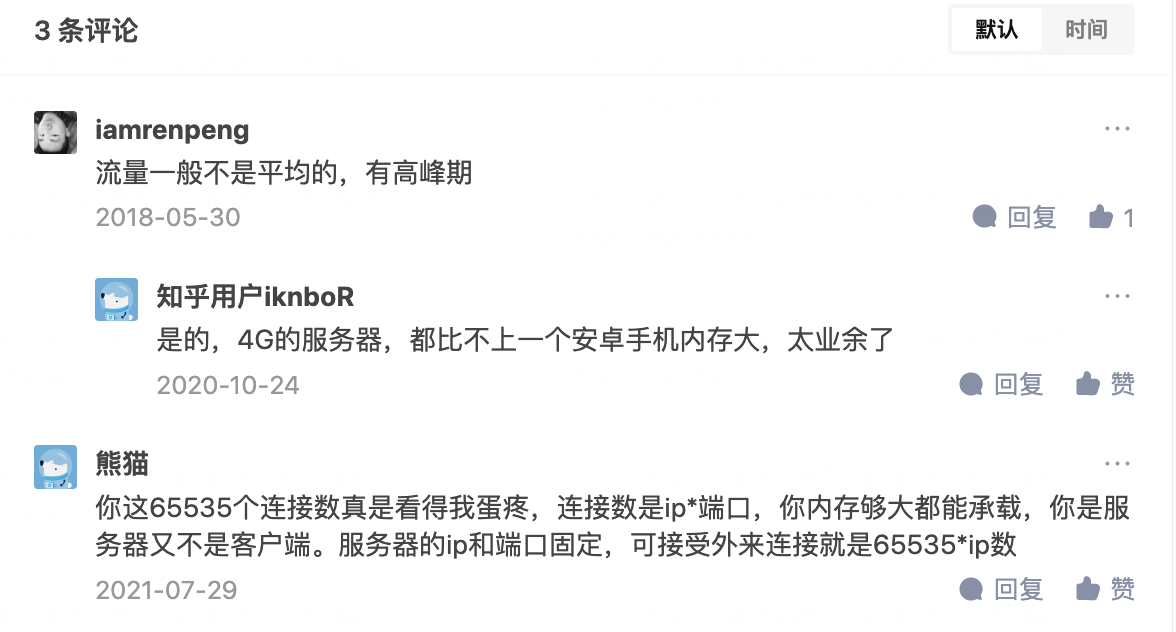 3 条评论
默认 时间
iamrenpeng
流量一般不是平均的，有高峰期
2018-05-30
回复 1
知乎用户iknboR
是的，4G的服务器，都比不上一个安卓手机内存大，太业余了
2020-10-24
回复 赞
熊猫
你这65535个连接数真是看得我蛋疼，连接数是ip*端口，你内存够大都能承载，你是服
务器又不是客户端。服务器的ip和端口固定，可接受外来连接就是65535*ip数
2021-07-29
回复 赞